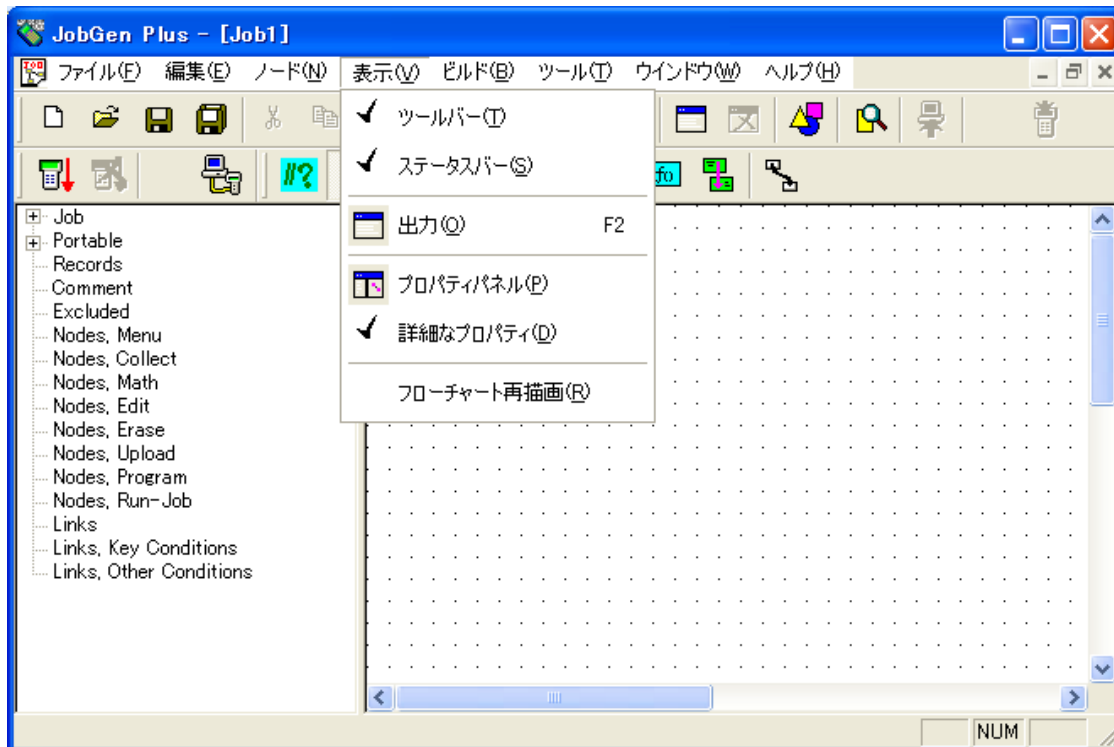 JobGen Plus - [Job1]
ファイル(F) 編集(E) ノード(N) 表示(V) ビルド(B) ツール(T) ウインドウ(W) ヘルプ(H)
ツールバー(T)
ステータスバー(S)
出力(O) F2
プロパティパネル(P)
詳細なプロパティ(D)
フローチャート再描画(R)
//?
fo
Job
Portable
Records
Comment
Excluded
Nodes, Menu
Nodes, Collect
Nodes, Math
Nodes, Edit
Nodes, Erase
Nodes, Upload
Nodes, Program
Nodes, Run-Job
Links
Links, Key Conditions
Links, Other Conditions
NUM